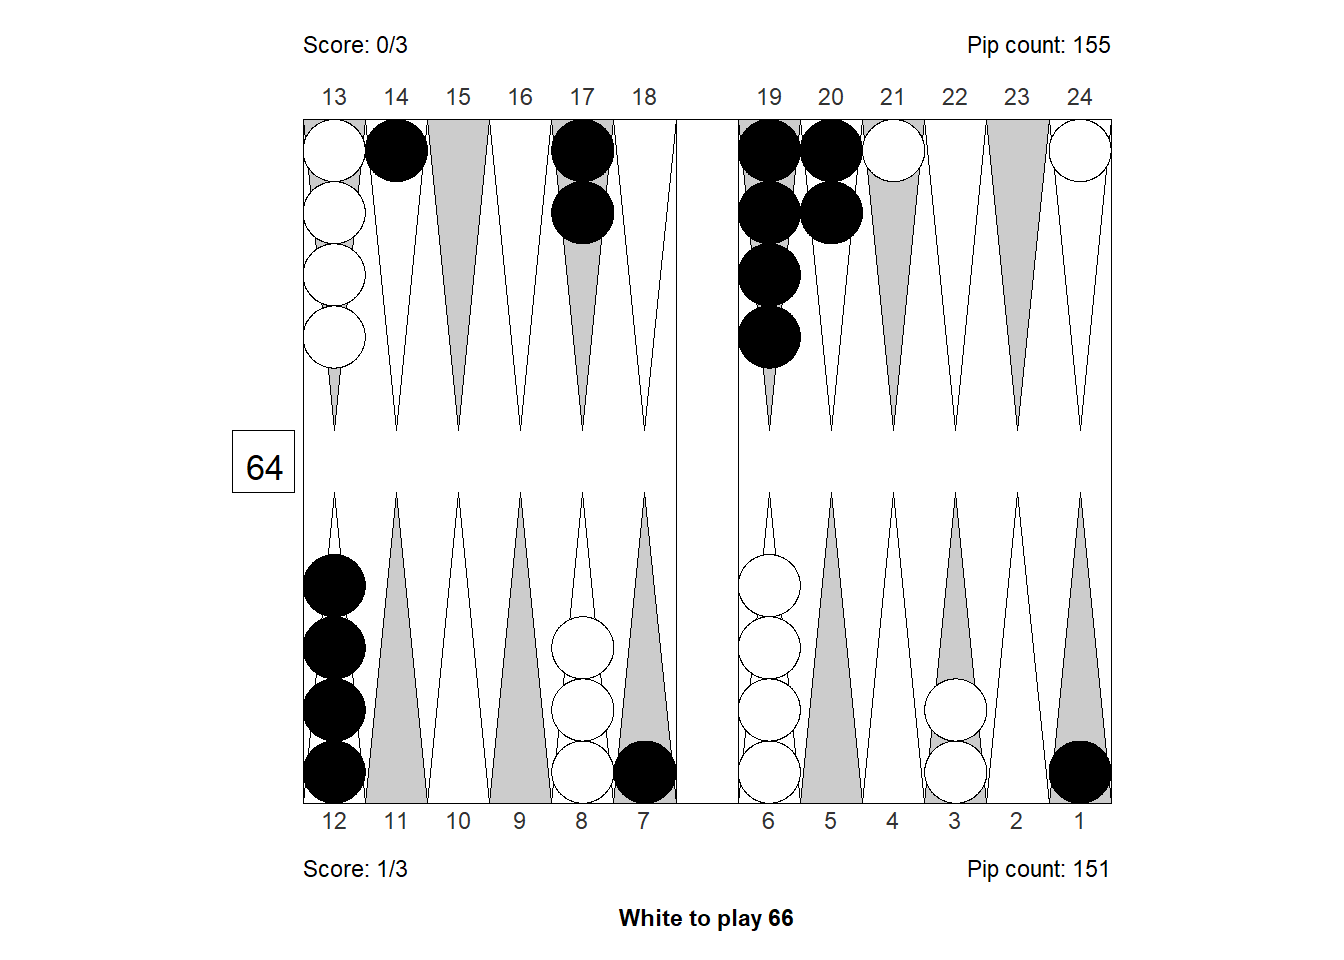 Score: 0/3 Pip count: 155
13 14 15 16 17 18 19 20 21 22 23 24
64
12 11 10 9 8 7 6 5 4 3 2 1
Score: 1/3 Pip count: 151
White to play 66